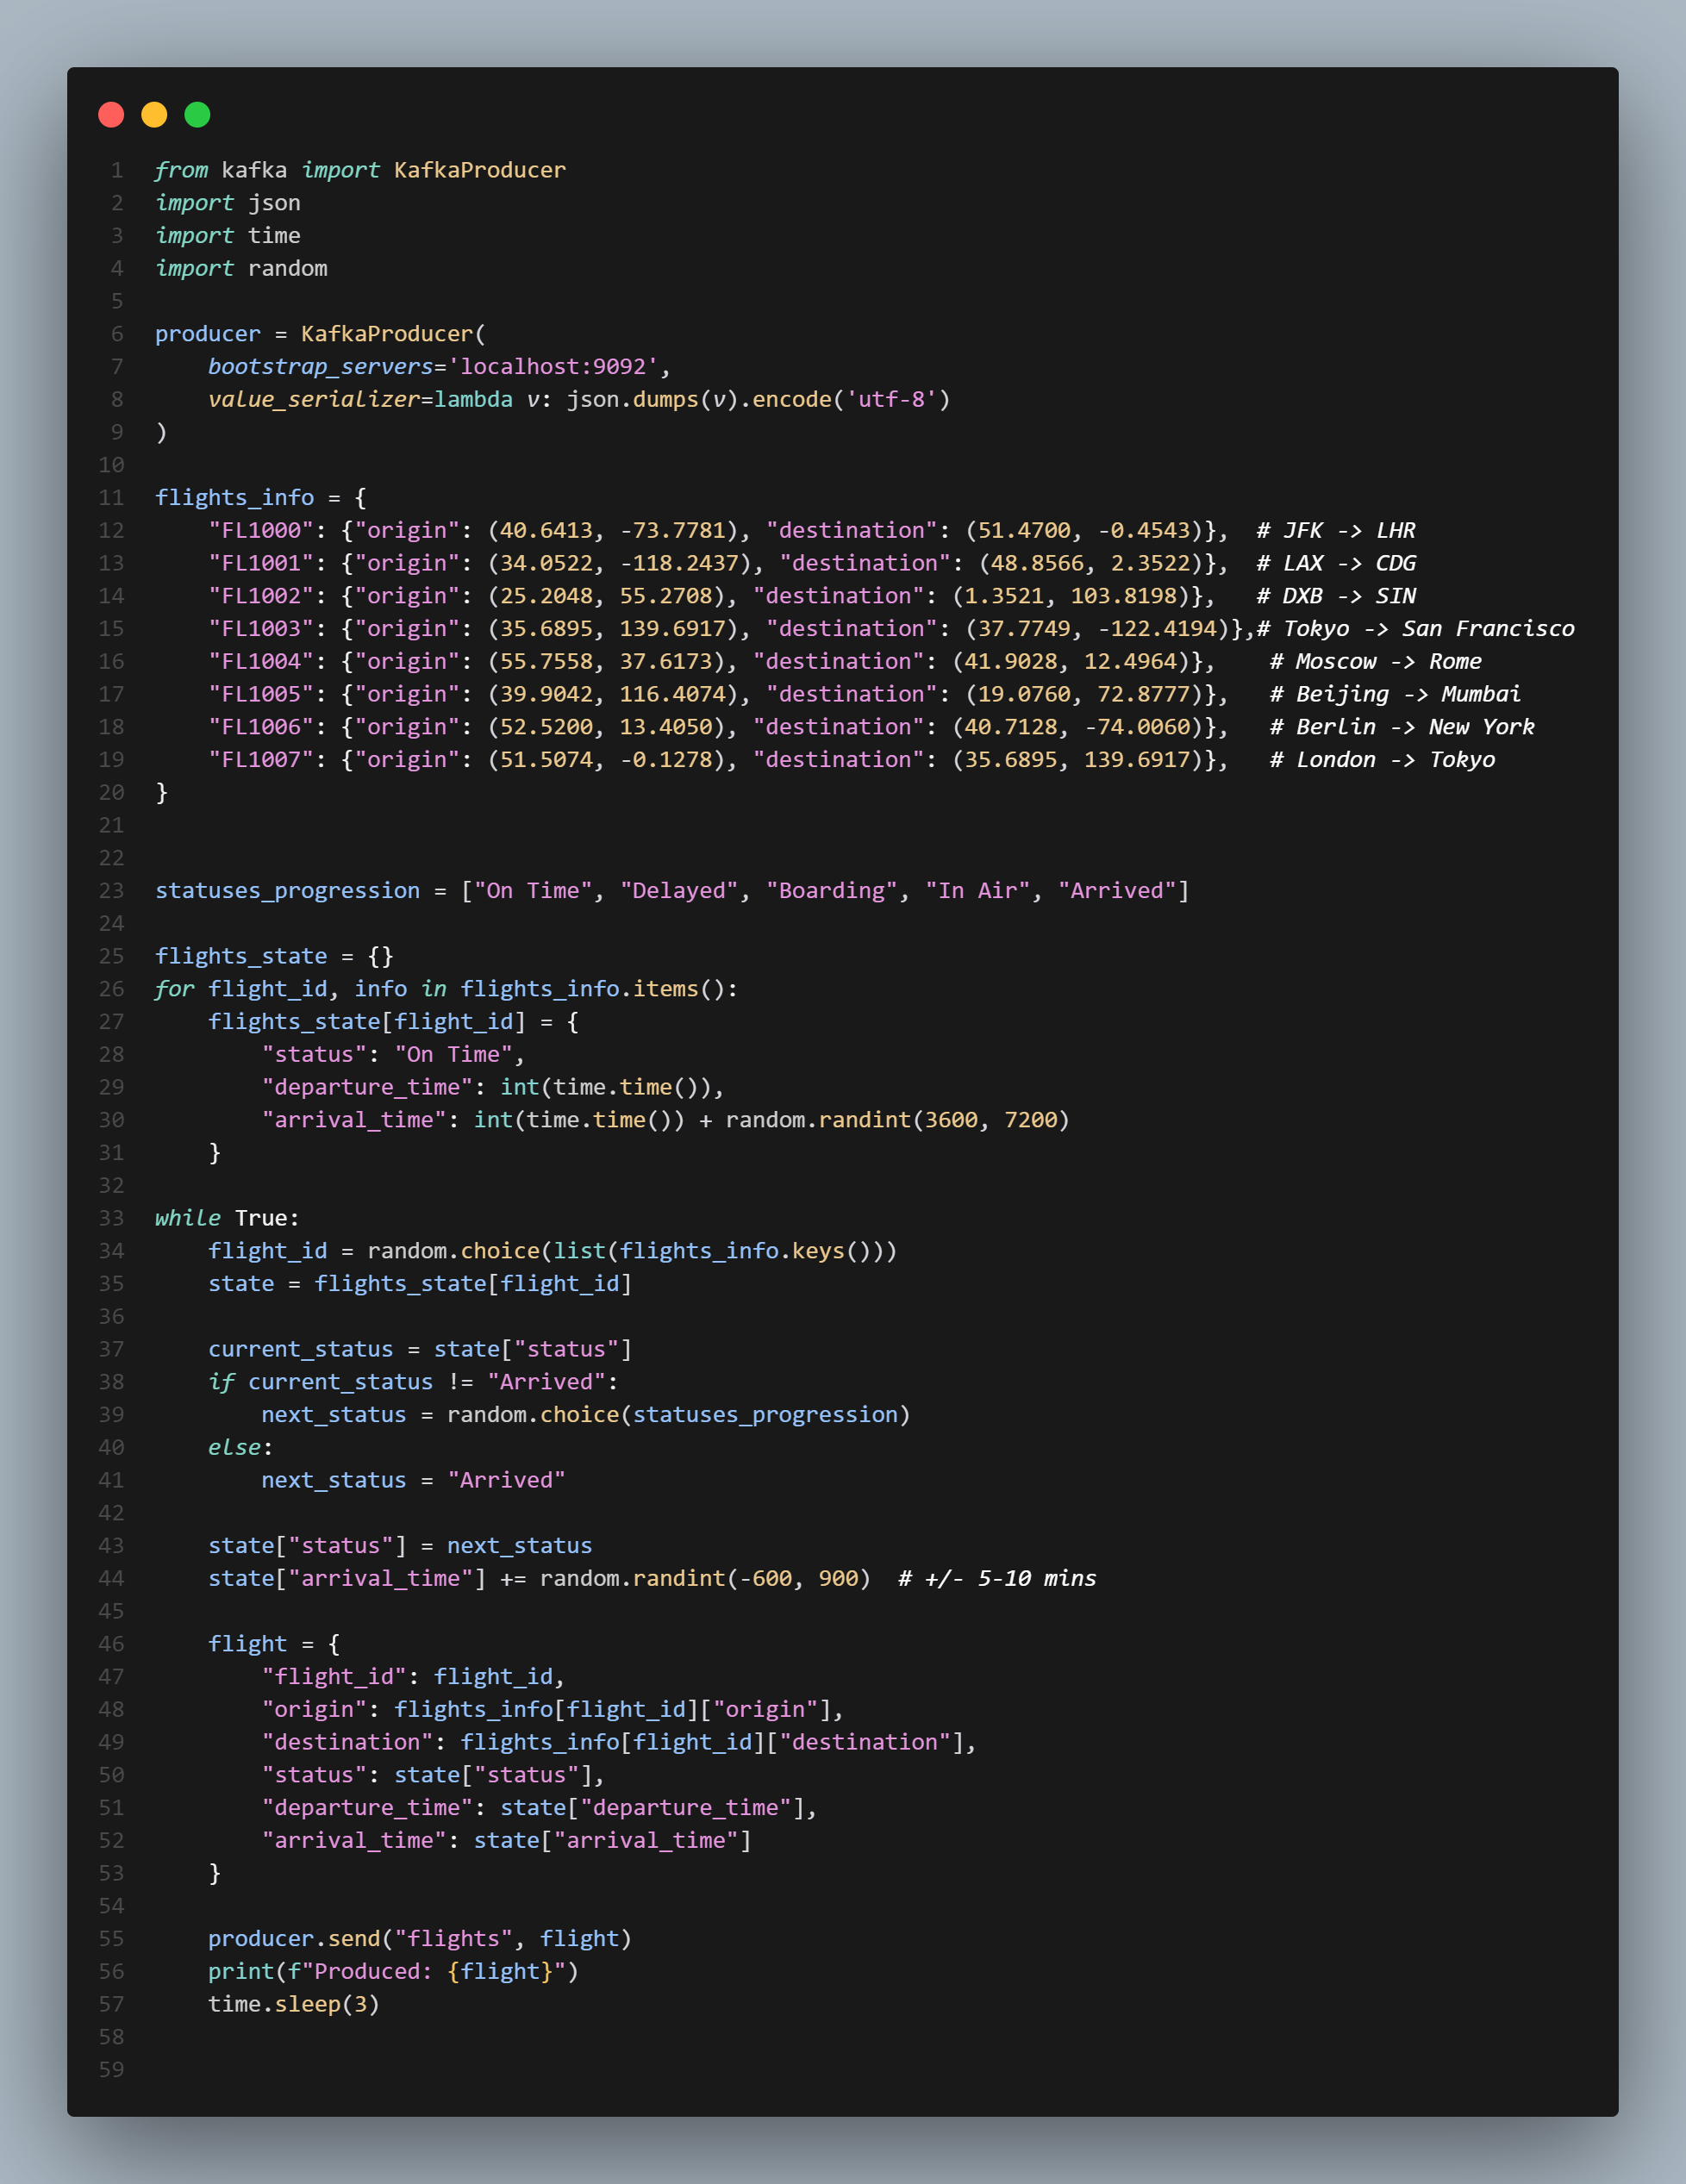 1 from kafka import KafkaProducer
2 import json
3 import time
4 import random
5
6 producer = KafkaProducer(
7     bootstrap_servers='localhost:9092',
8     value_serializer=lambda v: json.dumps(v).encode('utf-8')
9 )
10
11 flights_info = {
12     "FL1000": {"origin": (40.6413, -73.7781), "destination": (51.4700, -0.4543)},  # JFK -> LHR
13     "FL1001": {"origin": (34.0522, -118.2437), "destination": (48.8566, 2.3522)},  # LAX -> CDG
14     "FL1002": {"origin": (25.2048, 55.2708), "destination": (1.3521, 103.8198)},   # DXB -> SIN
15     "FL1003": {"origin": (35.6895, 139.6917), "destination": (37.7749, -122.4194)},# Tokyo -> San Francisco
16     "FL1004": {"origin": (55.7558, 37.6173), "destination": (41.9028, 12.4964)},    # Moscow -> Rome
17     "FL1005": {"origin": (39.9042, 116.4074), "destination": (19.0760, 72.8777)},   # Beijing -> Mumbai
18     "FL1006": {"origin": (52.5200, 13.4050), "destination": (40.7128, -74.0060)},   # Berlin -> New York
19     "FL1007": {"origin": (51.5074, -0.1278), "destination": (35.6895, 139.6917)},   # London -> Tokyo
20 }
21
22
23 statuses_progression = ["On Time", "Delayed", "Boarding", "In Air", "Arrived"]
24
25 flights_state = {}
26 for flight_id, info in flights_info.items():
27     flights_state[flight_id] = {
28         "status": "On Time",
29         "departure_time": int(time.time()),
30         "arrival_time": int(time.time()) + random.randint(3600, 7200)
31     }
32
33 while True:
34     flight_id = random.choice(list(flights_info.keys()))
35     state = flights_state[flight_id]
36
37     current_status = state["status"]
38     if current_status != "Arrived":
39         next_status = random.choice(statuses_progression)
40     else:
41         next_status = "Arrived"
42
43     state["status"] = next_status
44     state["arrival_time"] += random.randint(-600, 900)  # +/- 5-10 mins
45
46     flight = {
47         "flight_id": flight_id,
48         "origin": flights_info[flight_id]["origin"],
49         "destination": flights_info[flight_id]["destination"],
50         "status": state["status"],
51         "departure_time": state["departure_time"],
52         "arrival_time": state["arrival_time"]
53     }
54
55     producer.send("flights", flight)
56     print(f"Produced: {flight}")
57     time.sleep(3)
58
59